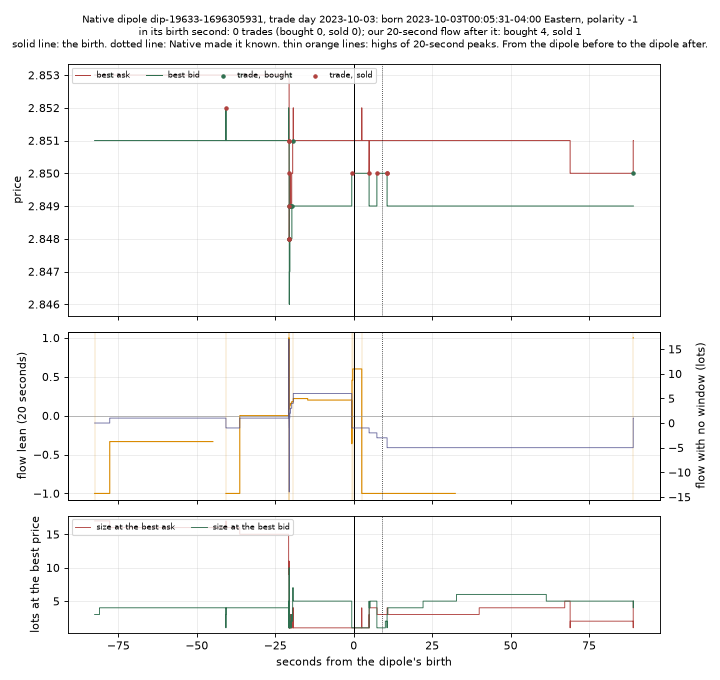 Native dipole dip-19633-1696305931, trade day 2023-10-03: born 2023-10-03T00:05:31-04:00 Eastern, polarity -1
in its birth second: 0 trades (bought 0, sold 0); our 20-second flow after it: bought 4, sold 1
solid line: the birth. dotted line: Native made it known. thin orange lines: highs of 20-second peaks. From the dipole before to the dipole after.
best ask best bid trade, bought trade, sold
2.853
2.852
2.851
2.850
2.849
2.848
2.847
2.846
price
1.0
0.5
0.0
−0.5
−1.0
flow lean (20 seconds)
15
10
5
0
−5
−10
−15
flow with no window (lots)
size at the best ask size at the best bid
15
10
5
lots at the best price
−75 −50 −25 0 25 50 75
seconds from the dipole's birth